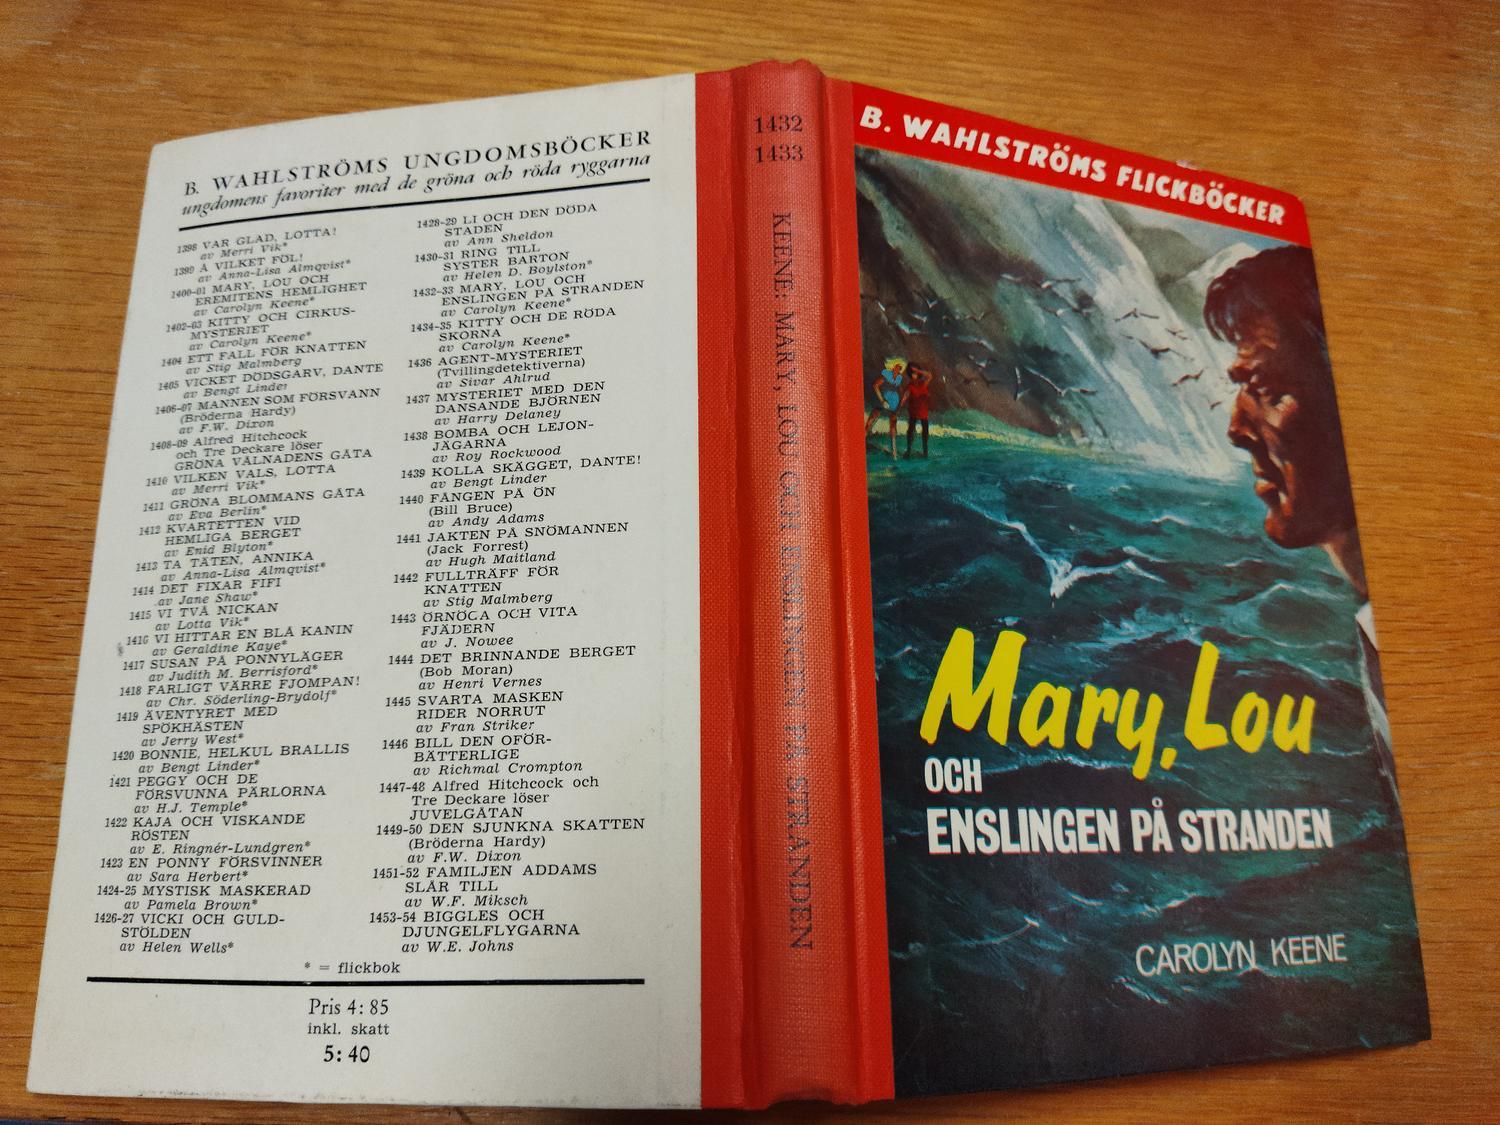 B. WAHLSTRÖMS UNGDOMSBÖCKER
ungdomens favoriter med de gröna och röda ryggarna
1398 VAR GLAD, LOTTA!
av Merri Vik*
1399 Å VILKET FÖL!
av Anna-Lisa Almqvist*
1400-01 MARY, LOU OCH
EREMITENS HEMLIGHET
av Carolyn Keene*
1402-03 KITTY OCH CIRKUS-
MYSTERIET
av Carolyn Keene*
1404 ETT FALL FÖR KNATTEN
av Stig Malmberg
1405 VICKET DÖDSGARV, DANTE
av Bengt Linder
1406-07 MANNEN SOM FÖRSVANN
(Bröderna Hardy)
av F.W. Dixon
1408-09 Alfred Hitchcock
och Tre Deckare löser
GRÖNA VÅLNADENS GÅTA
1410 VILKEN VALS, LOTTA
av Merri Vik*
1411 GRÖNA BLOMMANS GÅTA
av Eva Berlin*
1412 KVARTETTEN VID
HEMLIGA BERGET
av Enid Blyton*
1413 TA TÅTEN, ANNIKA
av Anna-Lisa Almqvist*
1414 DET FIXAR FIFI
av Jane Shaw*
1415 VI TVÅ NICKAN
av Lotta Vik*
1416 VI HITTAR EN BLÅ KANIN
av Geraldine Kaye*
1417 SUSAN PÅ PONNYLÄGER
av Judith M. Berrisford*
1418 FARLIGT VÄRRE FJOMPAN!
av Chr. Söderling-Brydolf*
1419 ÄVENTYRET MED
SPÖKHÄSTEN
av Jerry West*
1420 BONNIE, HELKUL BRALLIS
av Bengt Linder*
1421 PEGGY OCH DE
FÖRSVUNNA PÄRLORNA
av H.J. Temple*
1422 KAJA OCH VISKANDE
RÖSTEN
av E. Ringnér-Lundgren*
1423 EN PONNY FÖRSVINNER
av Sara Herbert*
1424-25 MYSTISK MASKERAD
av Pamela Brown*
1426-27 VICKI OCH GULD-
STÖLDEN
av Helen Wells*
1428-29 LI OCH DEN DÖDA
STADEN
av Ann Sheldon
1430-31 RING TILL
SYSTER BARTON
av Helen D. Boylston*
1432-33 MARY, LOU OCH
ENSLINGEN PÅ STRANDEN
av Carolyn Keene*
1434-35 KITTY OCH DE RÖDA
SKORNA
av Carolyn Keene*
1436 AGENT-MYSTERIET
(Tvillingdetektiverna)
av Sivar Ahlrud
1437 MYSTERIET MED DEN
DANSANDE BJÖRNEN
av Harry Delaney
1438 BOMBA OCH LEJON-
JÄGARNA
av Roy Rockwood
1439 KOLLA SKÄGGET, DANTE!
av Bengt Linder
1440 FÅNGEN PÅ ÖN
(Bill Bruce)
av Andy Adams
1441 JAKTEN PÅ SNÖMANNEN
(Jack Forrest)
av Hugh Maitland
1442 FULLTRÄFF FÖR
KNATTEN
av Stig Malmberg
1443 ÖRNÖGA OCH VITA
FJÄDERN
av J. Nowee
1444 DET BRINNANDE BERGET
(Bob Moran)
av Henri Vernes
1445 SVARTA MASKEN
RIDER NORRUT
av Fran Striker
1446 BILL DEN OFÖR-
BÄTTERLIGE
av Richmal Crompton
1447-48 Alfred Hitchcock och
Tre Deckare löser
JUVELGÅTAN
1449-50 DEN SJUNKNA SKATTEN
(Bröderna Hardy)
av F.W. Dixon
1451-52 FAMILJEN ADDAMS
SLÅR TILL
av W.F. Miksch
1453-54 BIGGLES OCH
DJUNGELFLYGARNA
av W.E. Johns
* = flickbok
Pris 4:85
inkl. skatt
5:40
1432
1433
KEENE: MARY, LOU OCH ENSLINGEN PÅ STRANDEN
B. WAHLSTRÖMS FLICKBÖCKER
Mary, Lou
OCH
ENSLINGEN PÅ STRANDEN
CAROLYN KEENE